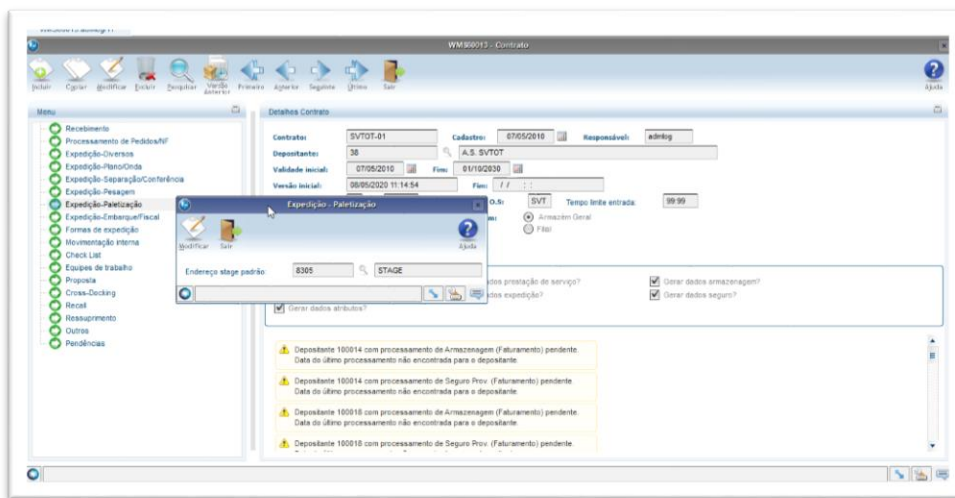 WMS60013 - Contrato
Incluir Copiar Modificar Excluir Pesquisar Versão Anterior Primeiro Anterior Seguinte Último Sair Ajuda
Menu
Recebimento
Processamento de Pedidos/NF
Expedição-Diversos
Expedição-Plano/Onda
Expedição-Separação/Conferência
Expedição-Pesagem
Expedição-Paletização
Expedição-Embarque/Fiscal
Formas de expedição
Movimentação interna
Check List
Equipes de trabalho
Proposta
Cross-Docking
Recall
Ressuprimento
Outros
Pendências
Detalhes Contrato
Contrato: SVTOT-01 Cadastro: 07/05/2010 Responsável: admlog
Depositante: 38 A.S. SVTOT
Validade inicial: 07/05/2010 Fim: 01/10/2030
Versão inicial: 08/05/2020 11:14:54 Fim: / / : :
O.S: SVT Tempo limite entrada: 99:99
Armazém Geral
Filial
Expedição - Paletização
Modificar Sair Ajuda
Endereço stage padrão: 8305 STAGE
dos prestação de serviço? Gerar dados armazenagem?
dos expedição? Gerar dados seguro?
Gerar dados atributos?
Depositante 100014 com processamento de Armazenagem (Faturamento) pendente.
Data do último processamento não encontrada para o depositante.
Depositante 100014 com processamento de Seguro Prov. (Faturamento) pendente.
Data do último processamento não encontrada para o depositante.
Depositante 100018 com processamento de Armazenagem (Faturamento) pendente.
Data do último processamento não encontrada para o depositante.
Depositante 100018 com processamento de Seguro Prov. (Faturamento) pendente.